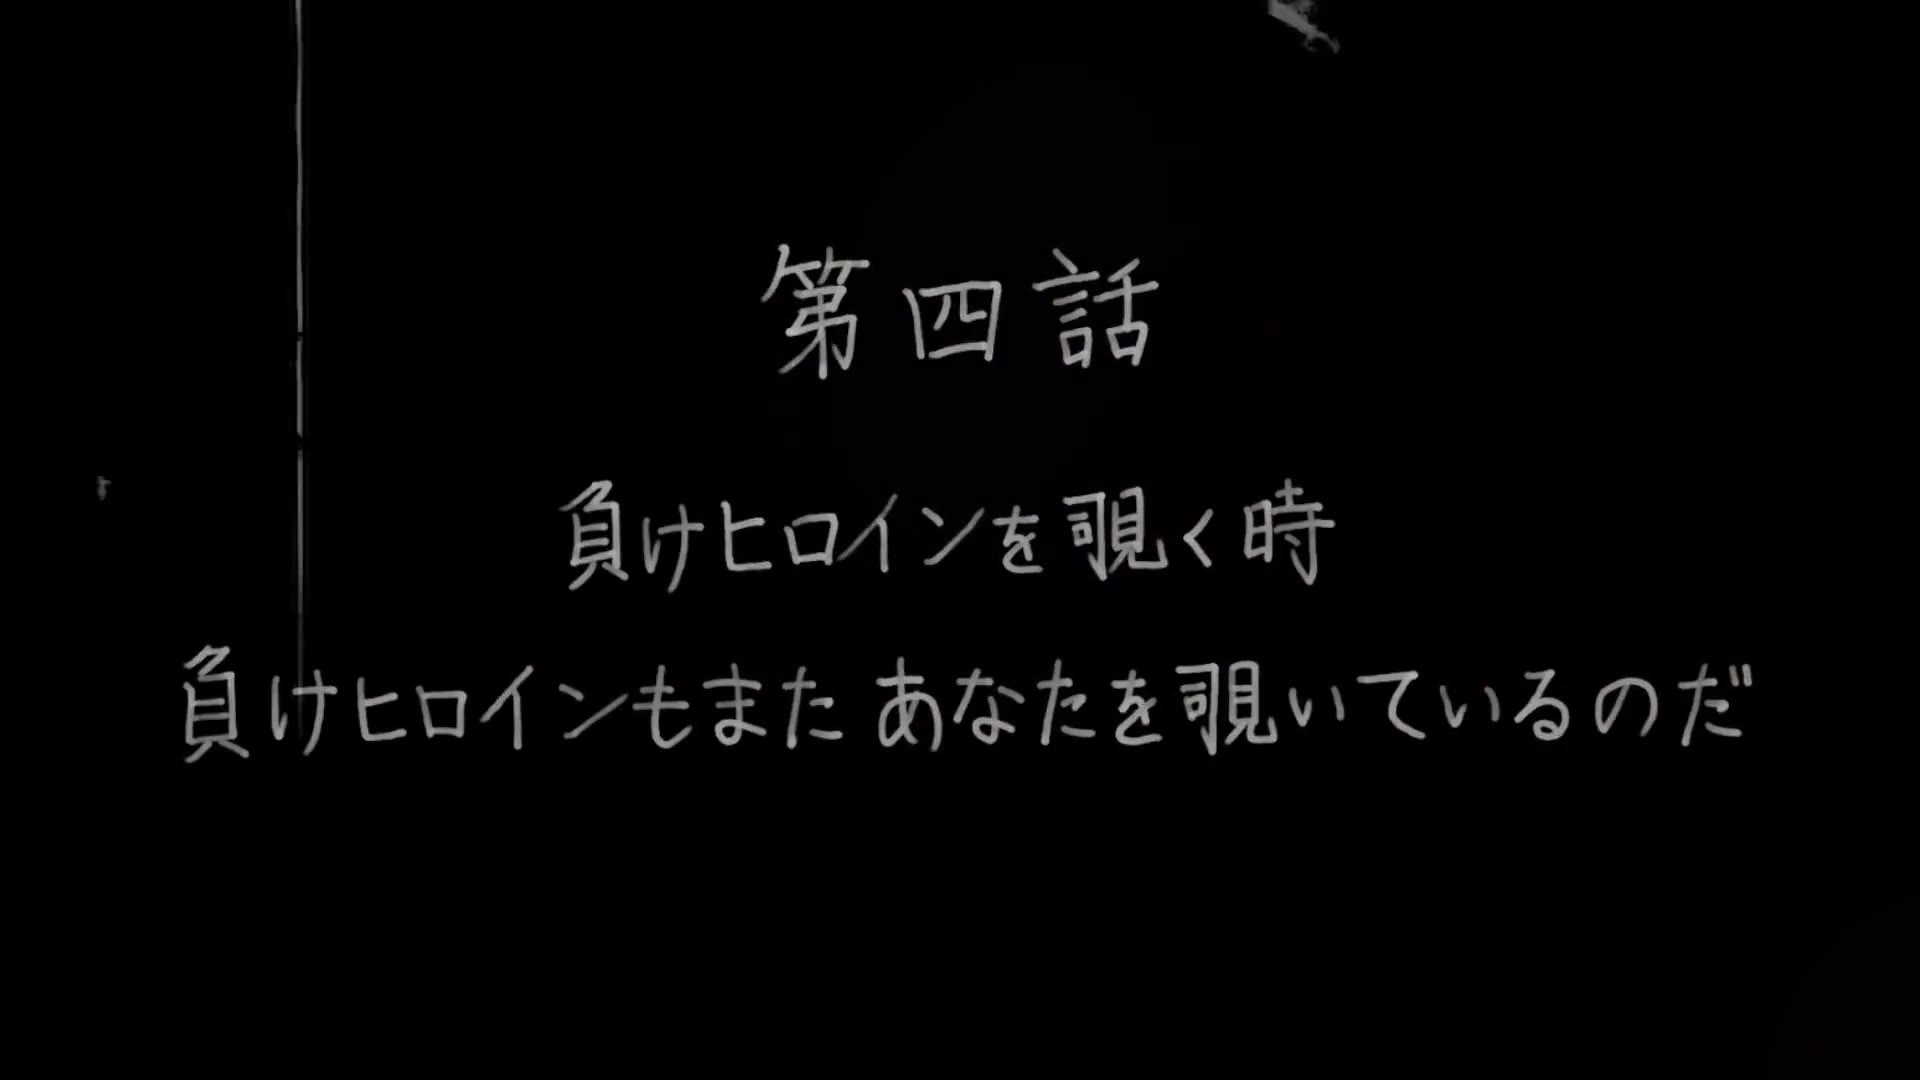 第四話
負けヒロインを覗く時
負けヒロインもまた あなたを覗いているのだ